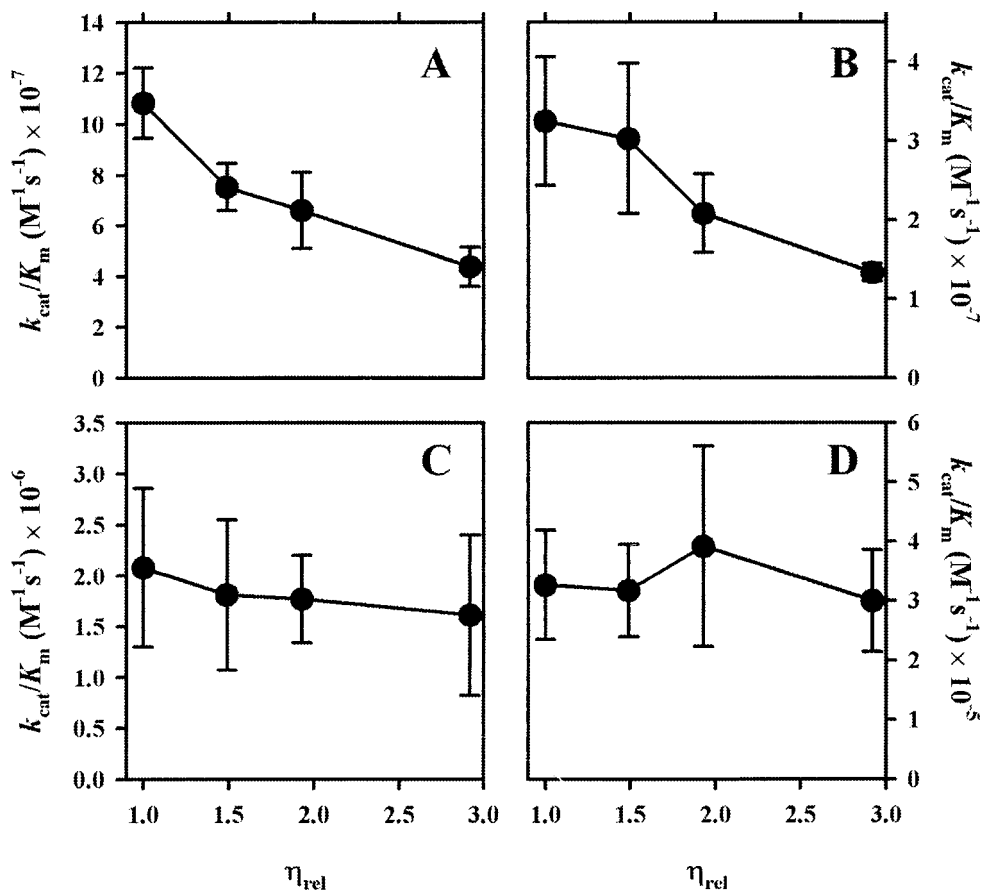 A
k_cat/K_m (M⁻¹s⁻¹) × 10⁻⁷
14
12
10
8
6
4
2
0
B
k_cat/K_m (M⁻¹s⁻¹) × 10⁻⁷
4
3
2
1
0
C
k_cat/K_m (M⁻¹s⁻¹) × 10⁻⁶
3.5
3.0
2.5
2.0
1.5
1.0
0.5
0.0
1.0 1.5 2.0 2.5 3.0
η_rel
D
k_cat/K_m (M⁻¹s⁻¹) × 10⁻⁵
6
5
4
3
2
1
0
1.0 1.5 2.0 2.5 3.0
η_rel